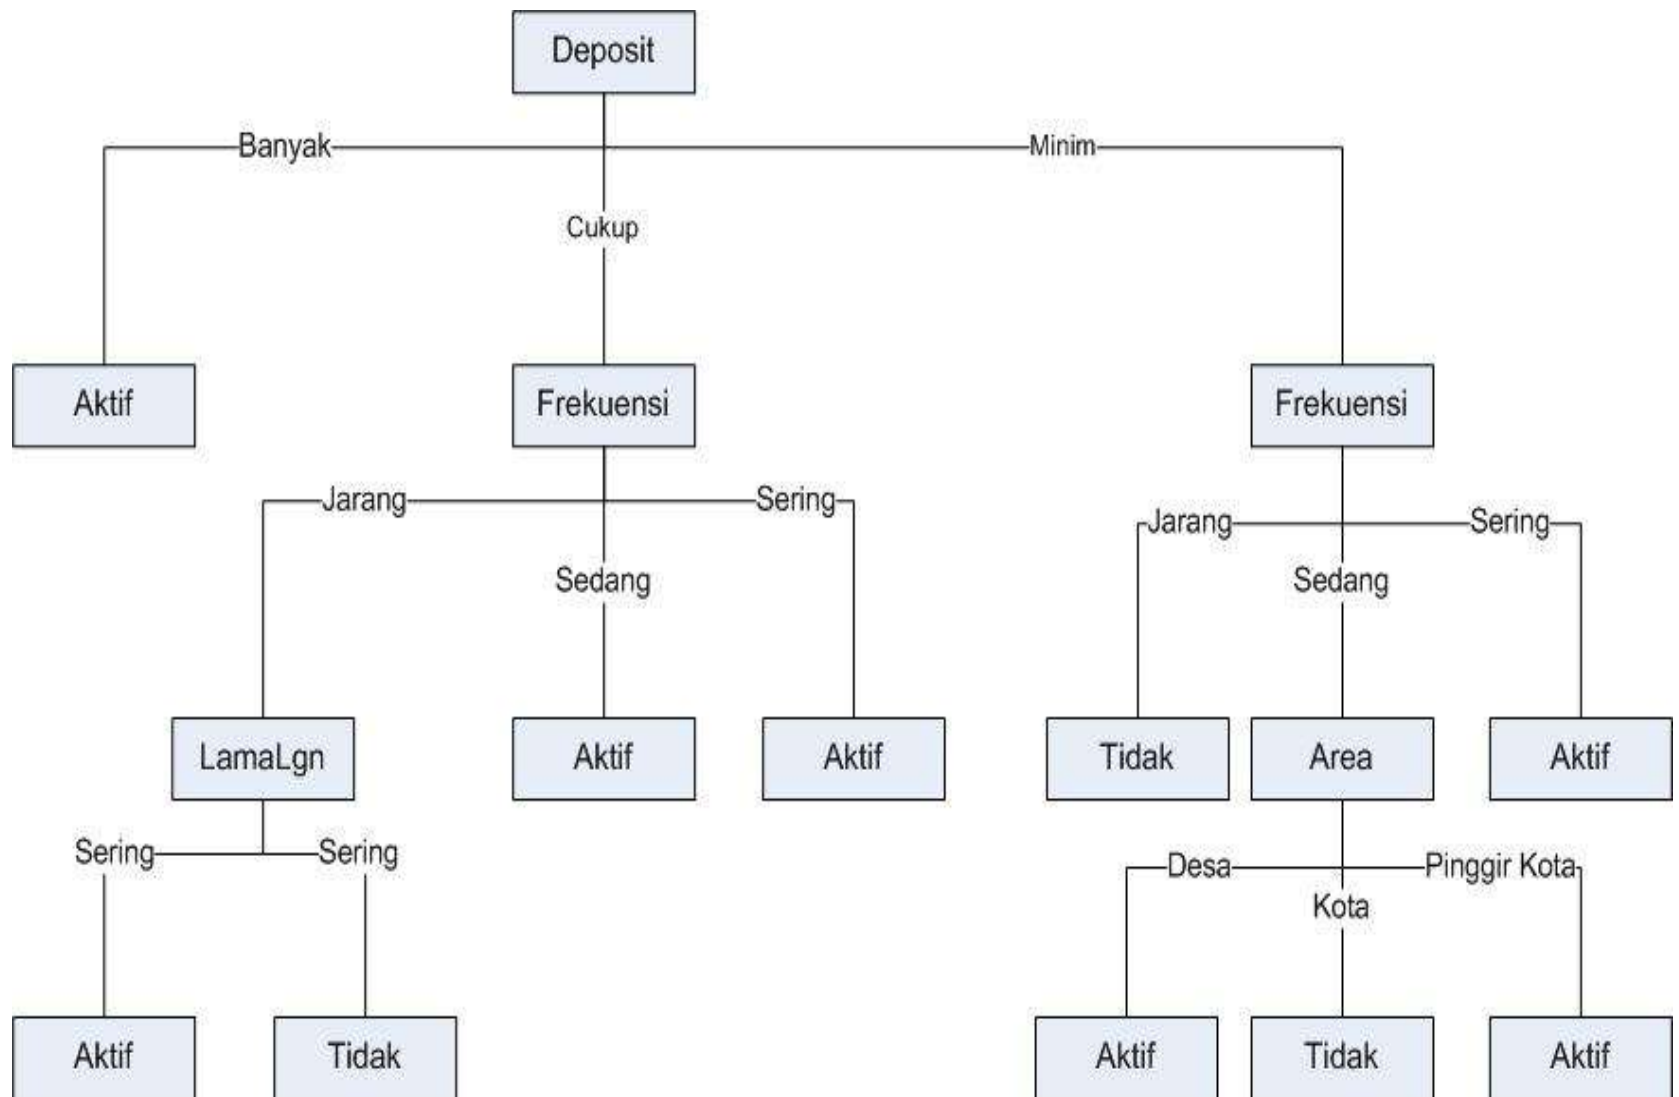 Deposit
Banyak
Minim
Cukup
Aktif
Frekuensi
Frekuensi
Jarang
Sering
Jarang
Sering
Sedang
Sedang
LamaLgn
Aktif
Aktif
Tidak
Area
Aktif
Sering
Sering
Desa
Pinggir Kota
Kota
Aktif
Tidak
Aktif
Tidak
Aktif